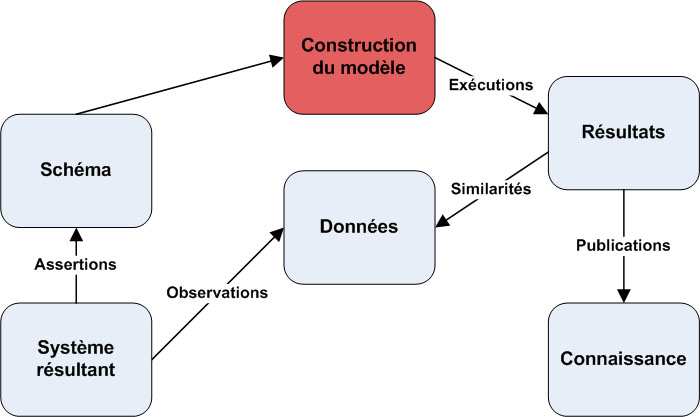 Construction
du modèle
Exécutions
Résultats
Schéma
Similarités
Données
Publications
Assertions
Observations
Système
résultant
Connaissance